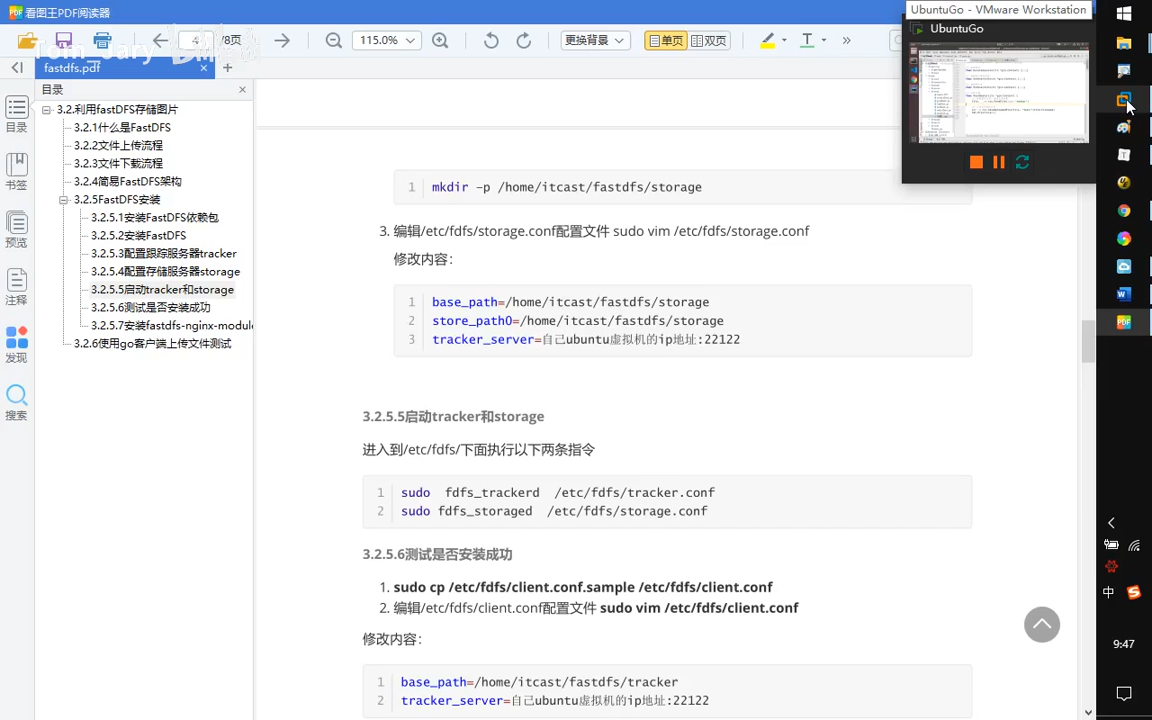 看图王PDF阅读器
UbuntuGo - VMware Workstation
UbuntuGo
/8页
115.0%
更换背景
单页
双页
fastdfs.pdf
目录
目录
书签
预览
注释
发现
搜索
3.2.利用fastDFS存储图片
3.2.1什么是FastDFS
3.2.2文件上传流程
3.2.3文件下载流程
3.2.4简易FastDFS架构
3.2.5FastDFS安装
3.2.5.1安装FastDFS依赖包
3.2.5.2安装FastDFS
3.2.5.3配置跟踪服务器tracker
3.2.5.4配置存储服务器storage
3.2.5.5启动tracker和storage
3.2.5.6测试是否安装成功
3.2.5.7安装fastdfs-nginx-module
3.2.6使用go客户端上传文件测试
1 mkdir -p /home/itcast/fastdfs/storage
3. 编辑/etc/fdfs/storage.conf配置文件 sudo vim /etc/fdfs/storage.conf
修改内容：
1 base_path=/home/itcast/fastdfs/storage
2 store_path0=/home/itcast/fastdfs/storage
3 tracker_server=自己ubuntu虚拟机的ip地址:22122
3.2.5.5启动tracker和storage
进入到/etc/fdfs/下面执行以下两条指令
1 sudo fdfs_trackerd /etc/fdfs/tracker.conf
2 sudo fdfs_storaged /etc/fdfs/storage.conf
3.2.5.6测试是否安装成功
1. sudo cp /etc/fdfs/client.conf.sample /etc/fdfs/client.conf
2. 编辑/etc/fdfs/client.conf配置文件 sudo vim /etc/fdfs/client.conf
修改内容：
1 base_path=/home/itcast/fastdfs/tracker
2 tracker_server=自己ubuntu虚拟机的ip地址:22122
中
9:47